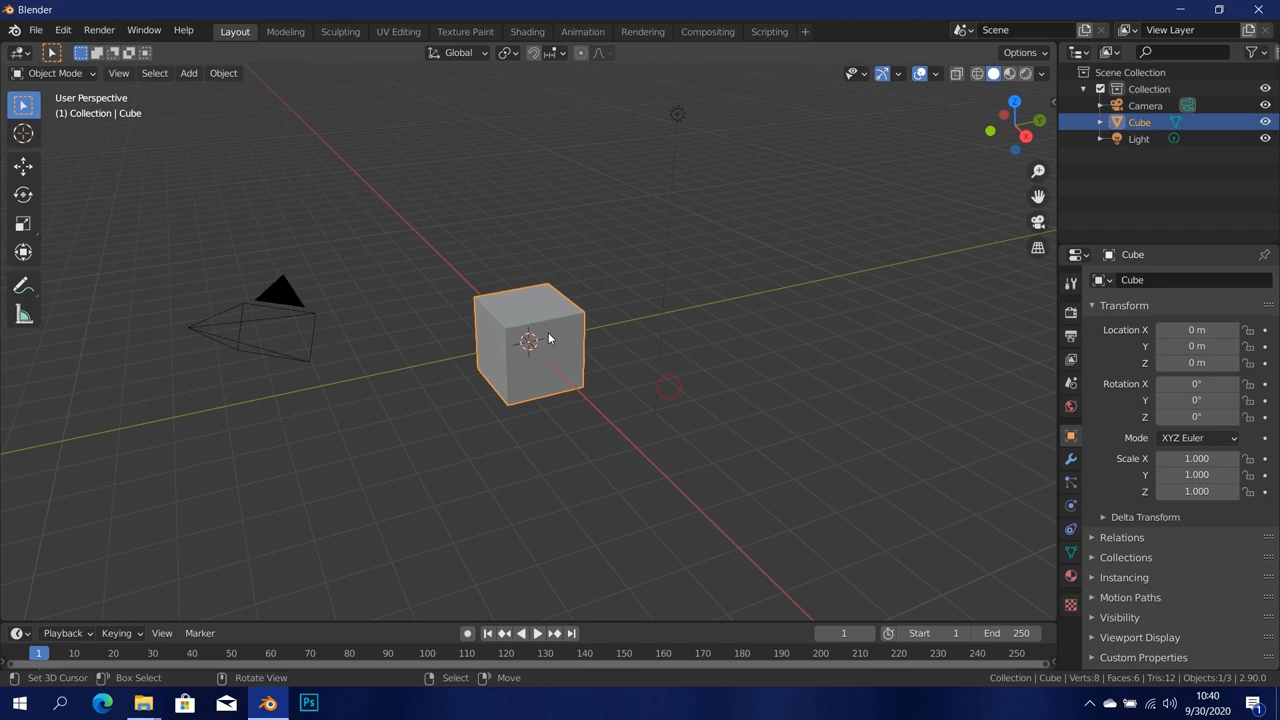 Blender
File Edit Render Window Help Layout Modeling Sculpting UV Editing Texture Paint Shading Animation Rendering Compositing Scripting + Scene View Layer
Global Options
Object Mode View Select Add Object
User Perspective
(1) Collection | Cube
Z
Y
X
Scene Collection
Collection
Camera
Cube
Light
Cube
Cube
Transform
Location X 0 m
Y 0 m
Z 0 m
Rotation X 0°
Y 0°
Z 0°
Mode XYZ Euler
Scale X 1.000
Y 1.000
Z 1.000
Delta Transform
Relations
Collections
Instancing
Motion Paths
Visibility
Viewport Display
Custom Properties
Playback Keying View Marker 1 Start 1 End 250
1 10 20 30 40 50 60 70 80 90 100 110 120 130 140 150 160 170 180 190 200 210 220 230 240 250
Set 3D Cursor Box Select Rotate View Select Move Collection | Cube | Verts:8 | Faces:6 | Tris:12 | Objects:1/3 | 2.90.0
Ps
10:40
9/30/2020
1